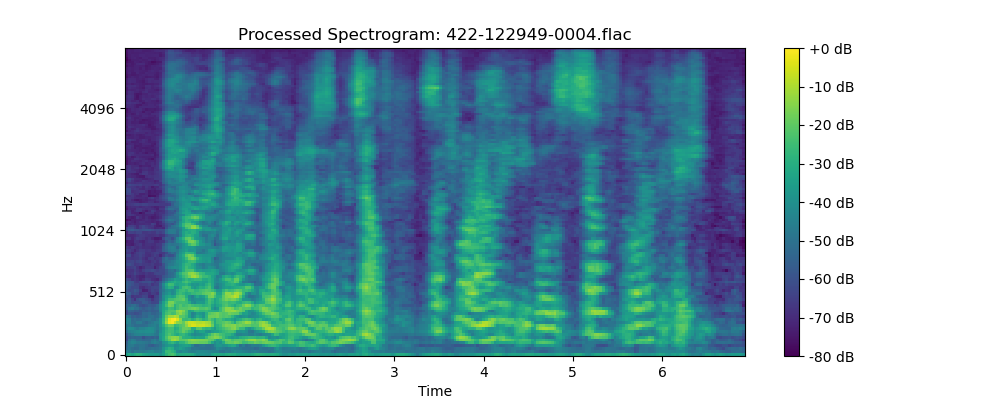 Processed Spectrogram: 422-122949-0004.flac
Hz
4096
2048
1024
512
0
0 1 2 3 4 5 6
Time
+0 dB
-10 dB
-20 dB
-30 dB
-40 dB
-50 dB
-60 dB
-70 dB
-80 dB